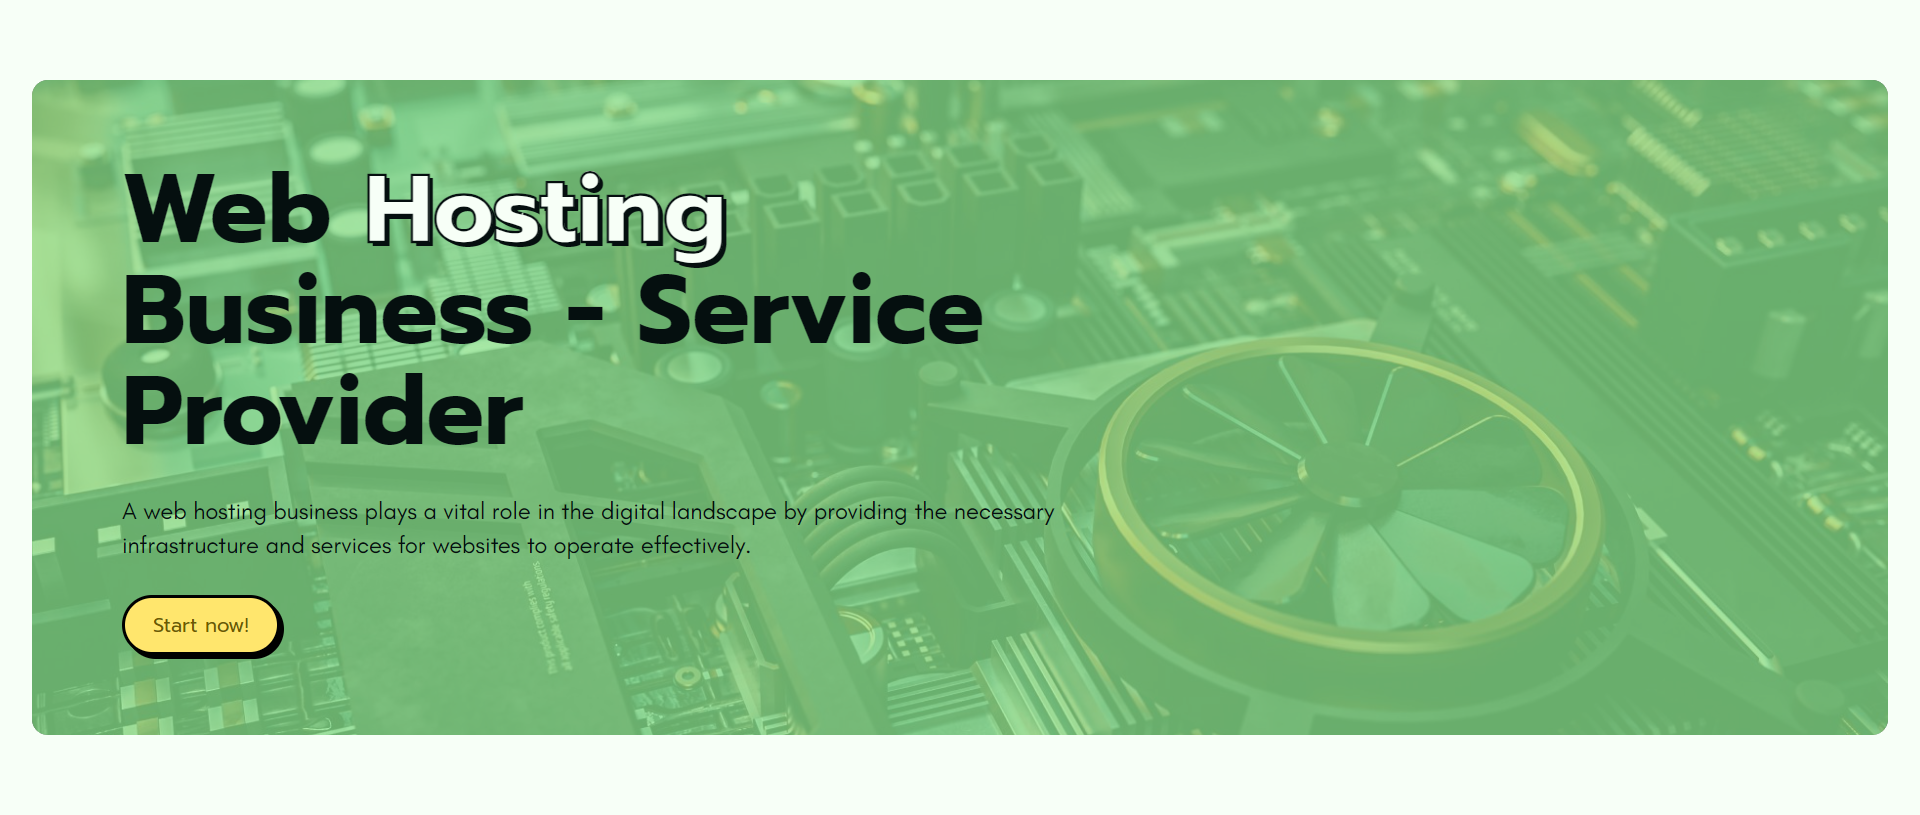 Web Hosting
Business - Service
Provider
A web hosting business plays a vital role in the digital landscape by providing the necessary
infrastructure and services for websites to operate effectively.
Start now!